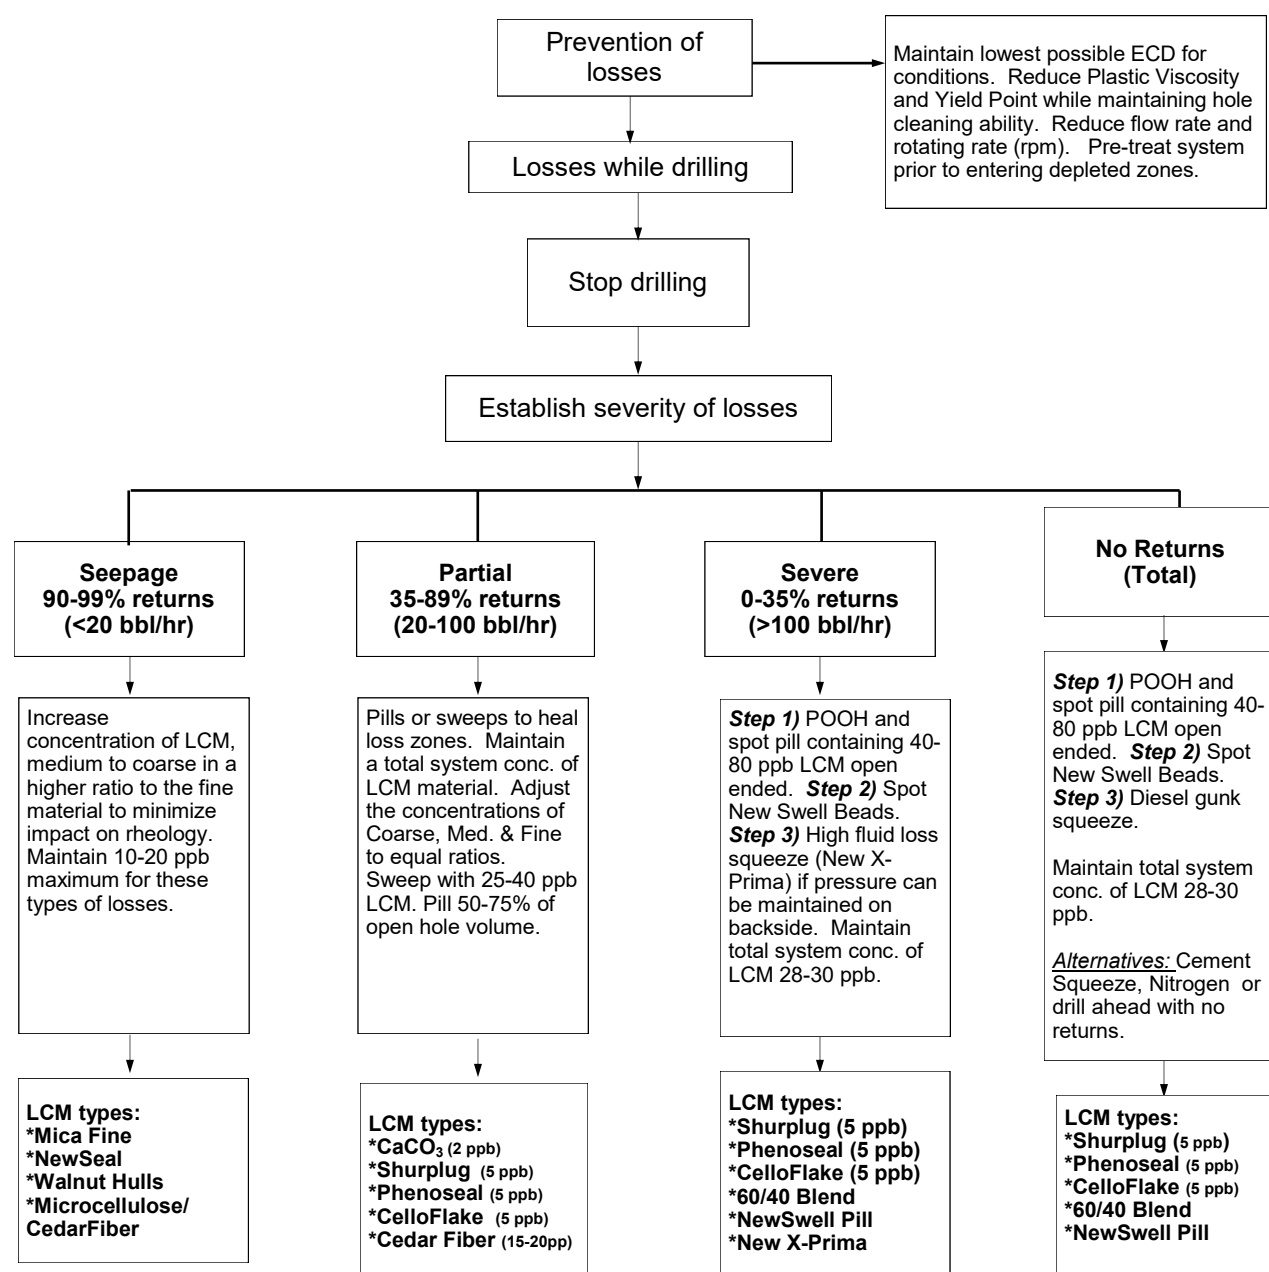 Prevention of
losses
Maintain lowest possible ECD for
conditions.  Reduce Plastic Viscosity
and Yield Point while maintaining hole
cleaning ability.  Reduce flow rate and
rotating rate (rpm).   Pre-treat system
prior to entering depleted zones.
Losses while drilling
Stop drilling
Establish severity of losses
Seepage
90-99% returns
(<20 bbl/hr)
Partial
35-89% returns
(20-100 bbl/hr)
Severe
0-35% returns
(>100 bbl/hr)
No Returns
(Total)
Increase
concentration of LCM,
medium to coarse in a
higher ratio to the fine
material to minimize
impact on rheology.
Maintain 10-20 ppb
maximum for these
types of losses.
Pills or sweeps to heal
loss zones.  Maintain
a total system conc. of
LCM material.  Adjust
the concentrations of
Coarse, Med. & Fine
to equal ratios.
Sweep with 25-40 ppb
LCM. Pill 50-75% of
open hole volume.
Step 1) POOH and
spot pill containing 40-
80 ppb LCM open
ended.  Step 2) Spot
New Swell Beads.
Step 3) High fluid loss
squeeze (New X-
Prima) if pressure can
be maintained on
backside.  Maintain
total system conc. of
LCM 28-30 ppb.
Step 1) POOH and
spot pill containing 40-
80 ppb LCM open
ended.  Step 2) Spot
New Swell Beads.
Step 3) Diesel gunk
squeeze.
Maintain total system
conc. of LCM 28-30
ppb.
Alternatives: Cement
Squeeze, Nitrogen  or
drill ahead with no
returns.
LCM types:
*Mica Fine
*NewSeal
*Walnut Hulls
*Microcellulose/
CedarFiber
LCM types:
*CaCO₃ (2 ppb)
*Shurplug  (5 ppb)
*Phenoseal (5 ppb)
*CelloFlake  (5 ppb)
*Cedar Fiber (15-20pp)
LCM types:
*Shurplug (5 ppb)
*Phenoseal (5 ppb)
*CelloFlake (5 ppb)
*60/40 Blend
*NewSwell Pill
*New X-Prima
LCM types:
*Shurplug (5 ppb)
*Phenoseal (5 ppb)
*CelloFlake (5 ppb)
*60/40 Blend
*NewSwell Pill